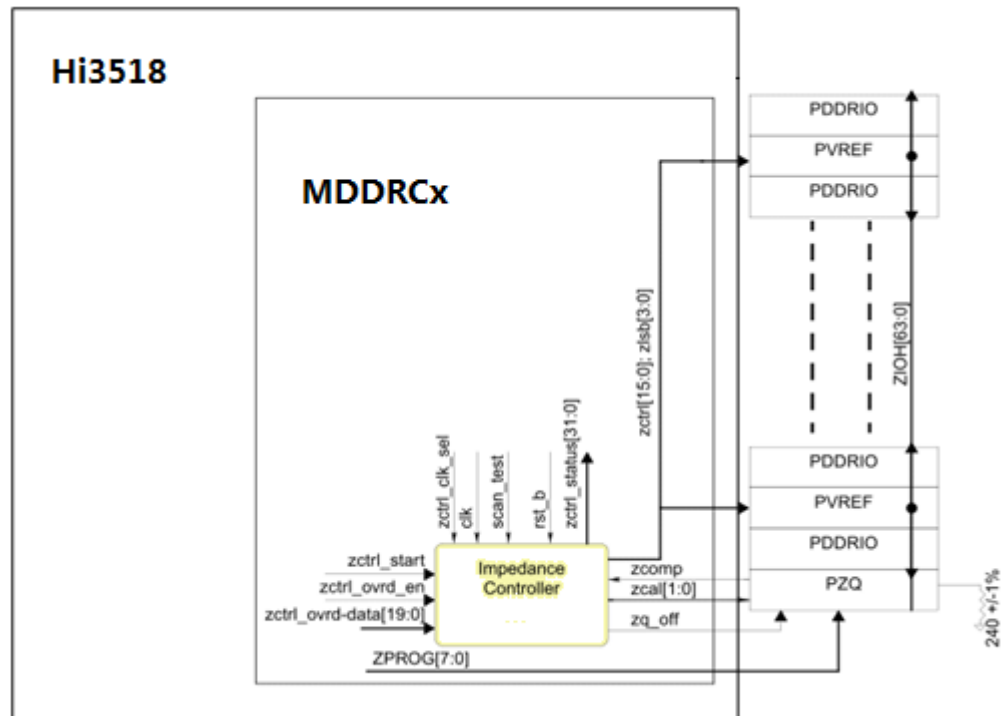 Hi3518
MDDRCx
PDDRIO
PVREF
PDDRIO
zctrl[15:0]; zlsb[3:0]
ZIOH[63:0]
zctrl_clk_sel
clk
scan_test
rst_b
zctrl_status[31:0]
PDDRIO
PVREF
PDDRIO
PZQ
zctrl_start
zctrl_ovrd_en
zctrl_ovrd-data[19:0]
Impedance
Controller
- - -
zcomp
zcal[1:0]
zq_off
240 +/-1%
ZPROG[7:0]